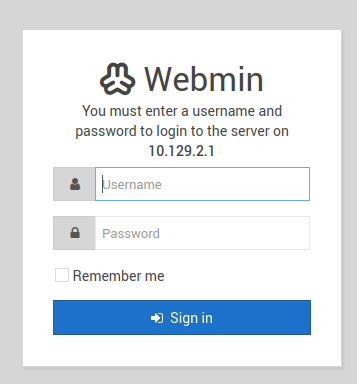 Webmin
You must enter a username and
password to login to the server on
10.129.2.1
Username
Password
Remember me
Sign in